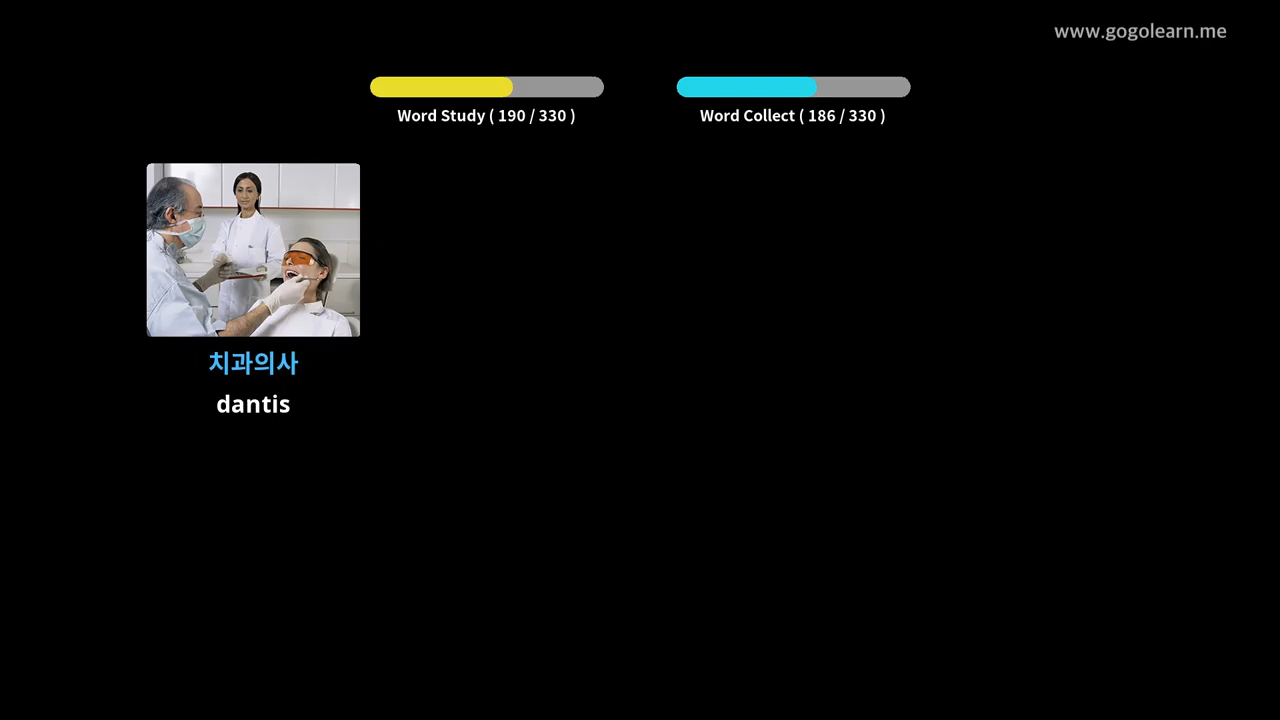 www.gogolearn.me
Word Study ( 190 / 330 )
Word Collect ( 186 / 330 )
치과의사
dantis